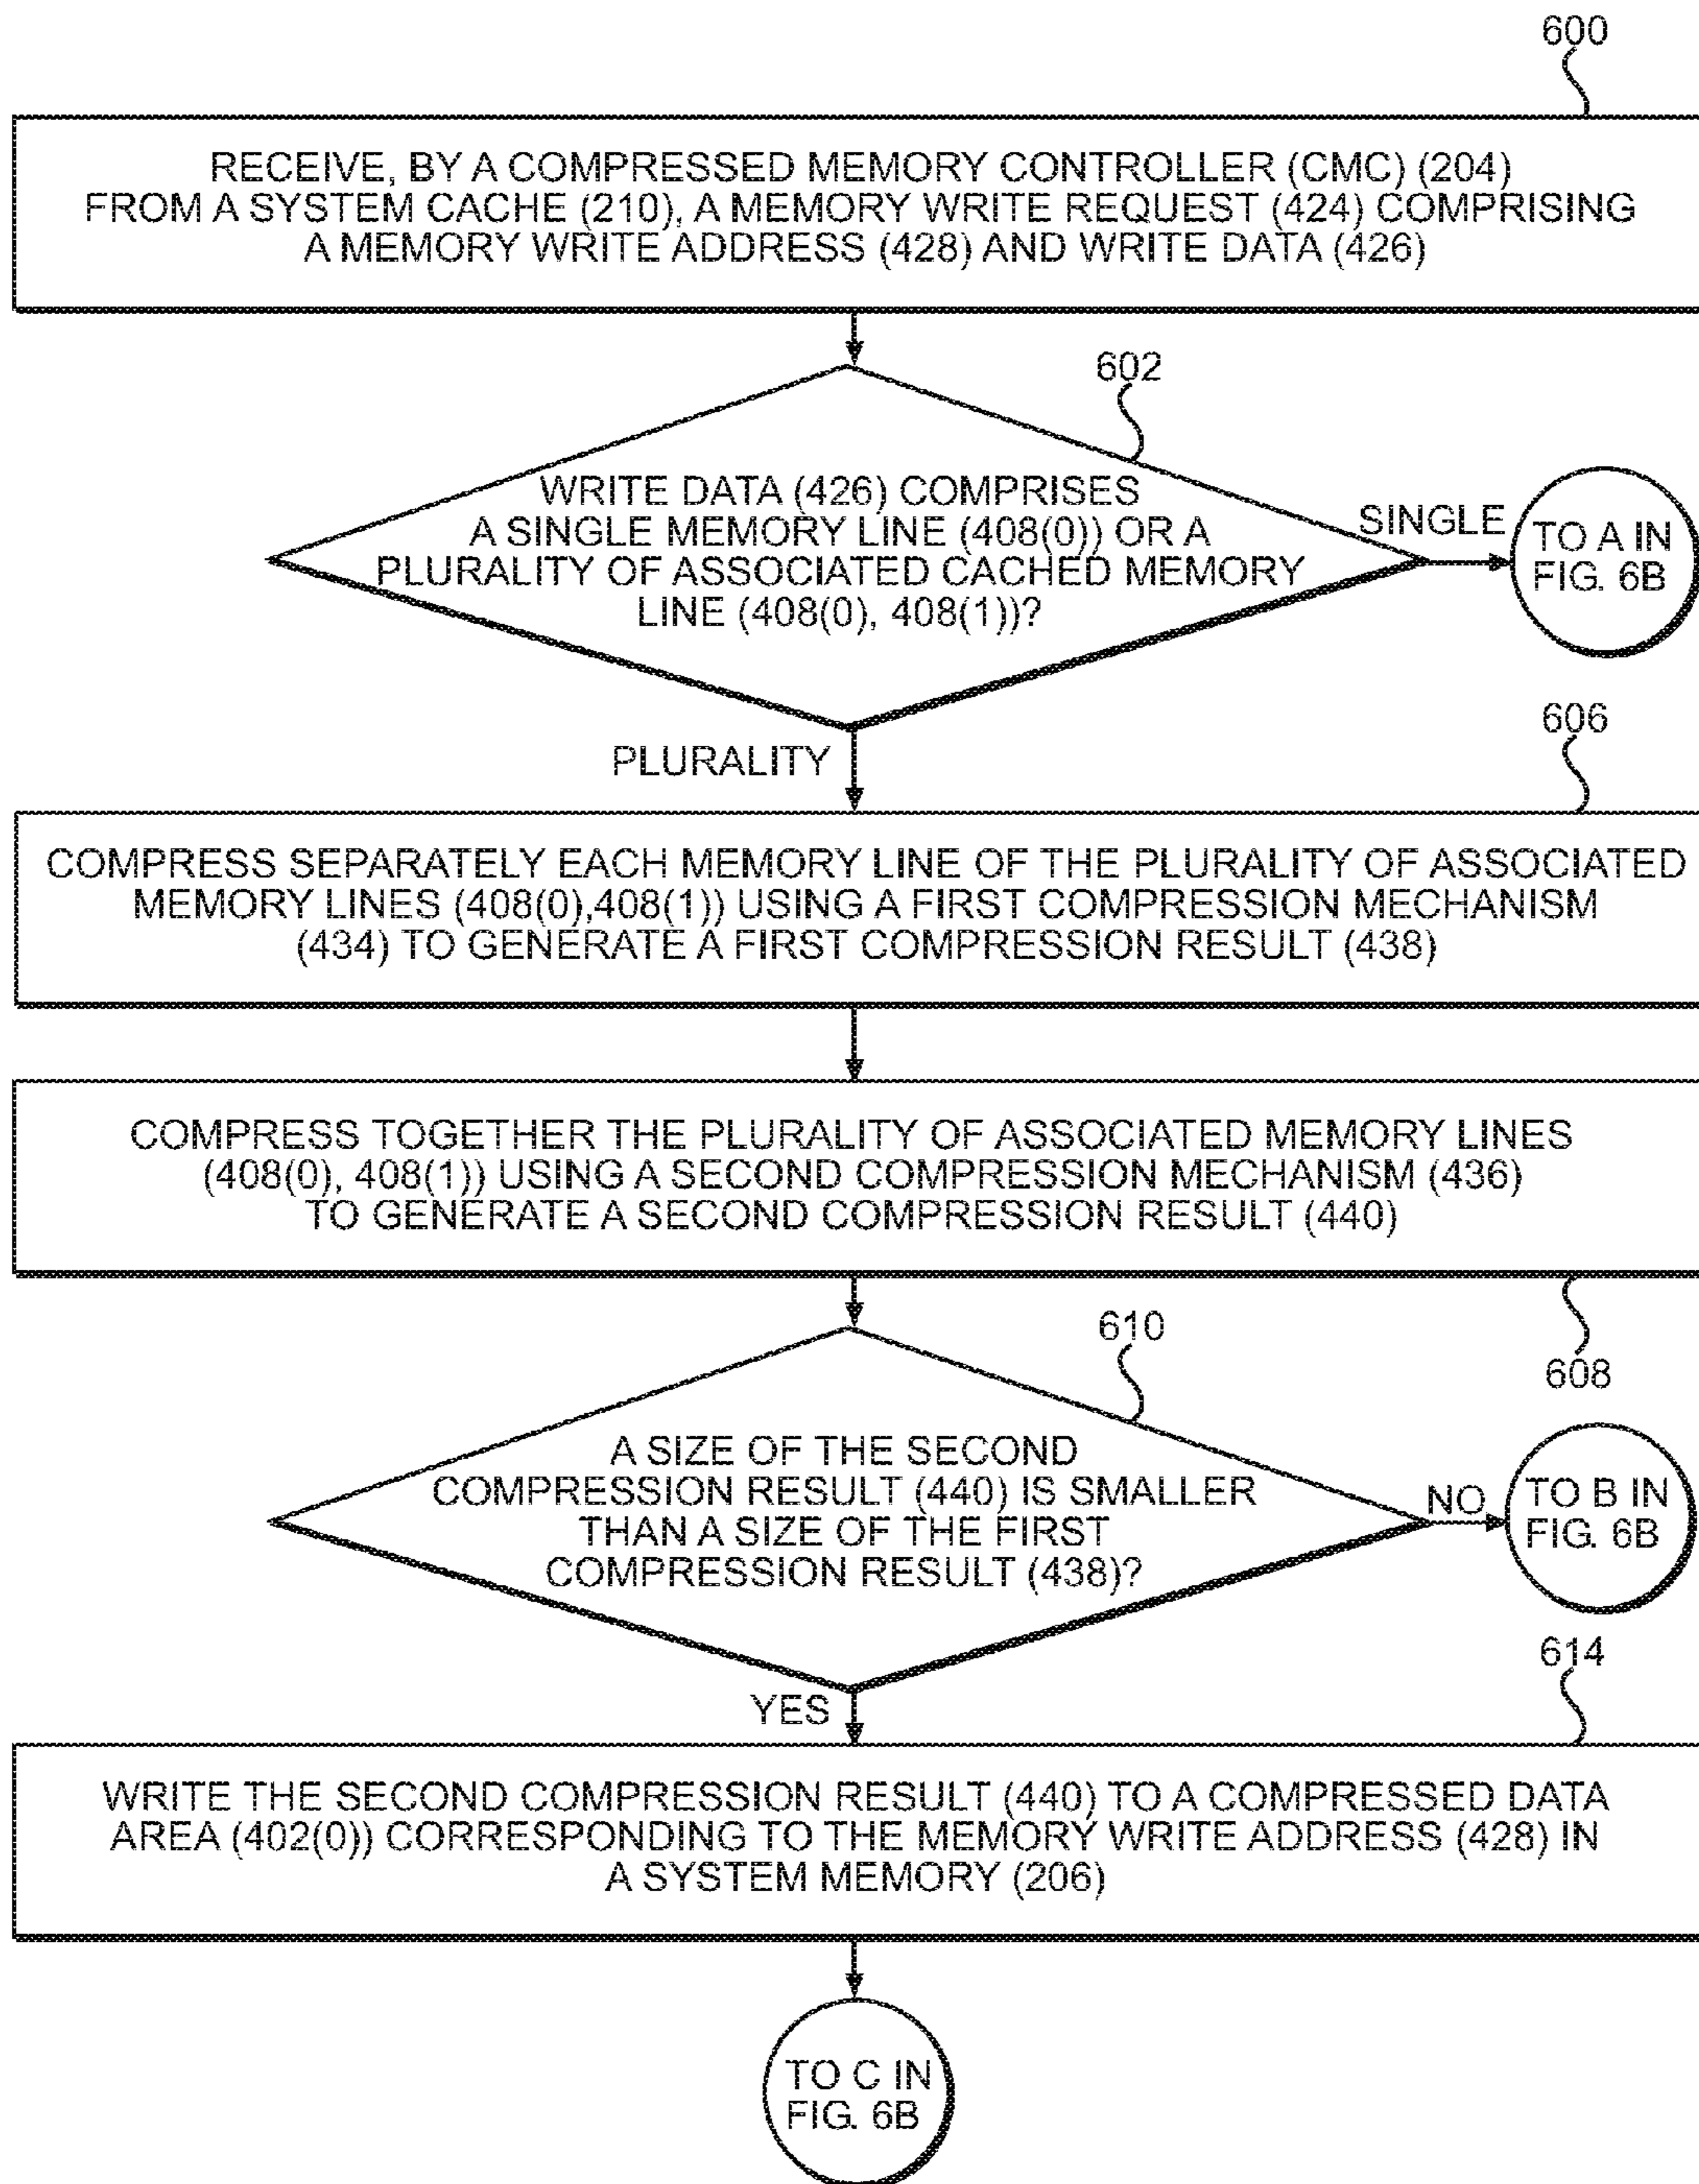 600
RECEIVE, BY A COMPRESSED MEMORY CONTROLLER (CMC) (204)
FROM A SYSTEM CACHE (210), A MEMORY WRITE REQUEST (424) COMPRISING
A MEMORY WRITE ADDRESS (428) AND WRITE DATA (426)
602
WRITE DATA (426) COMPRISES
A SINGLE MEMORY LINE (408(0)) OR A
PLURALITY OF ASSOCIATED CACHED MEMORY
LINE (408(0), 408(1))?
SINGLE
TO A IN
FIG. 6B
PLURALITY
606
COMPRESS SEPARATELY EACH MEMORY LINE OF THE PLURALITY OF ASSOCIATED
MEMORY LINES (408(0),408(1)) USING A FIRST COMPRESSION MECHANISM
(434) TO GENERATE A FIRST COMPRESSION RESULT (438)
COMPRESS TOGETHER THE PLURALITY OF ASSOCIATED MEMORY LINES
(408(0), 408(1)) USING A SECOND COMPRESSION MECHANISM (436)
TO GENERATE A SECOND COMPRESSION RESULT (440)
608
610
A SIZE OF THE SECOND
COMPRESSION RESULT (440) IS SMALLER
THAN A SIZE OF THE FIRST
COMPRESSION RESULT (438)?
NO
TO B IN
FIG. 6B
YES
614
WRITE THE SECOND COMPRESSION RESULT (440) TO A COMPRESSED DATA
AREA (402(0)) CORRESPONDING TO THE MEMORY WRITE ADDRESS (428) IN
A SYSTEM MEMORY (206)
TO C IN
FIG. 6B